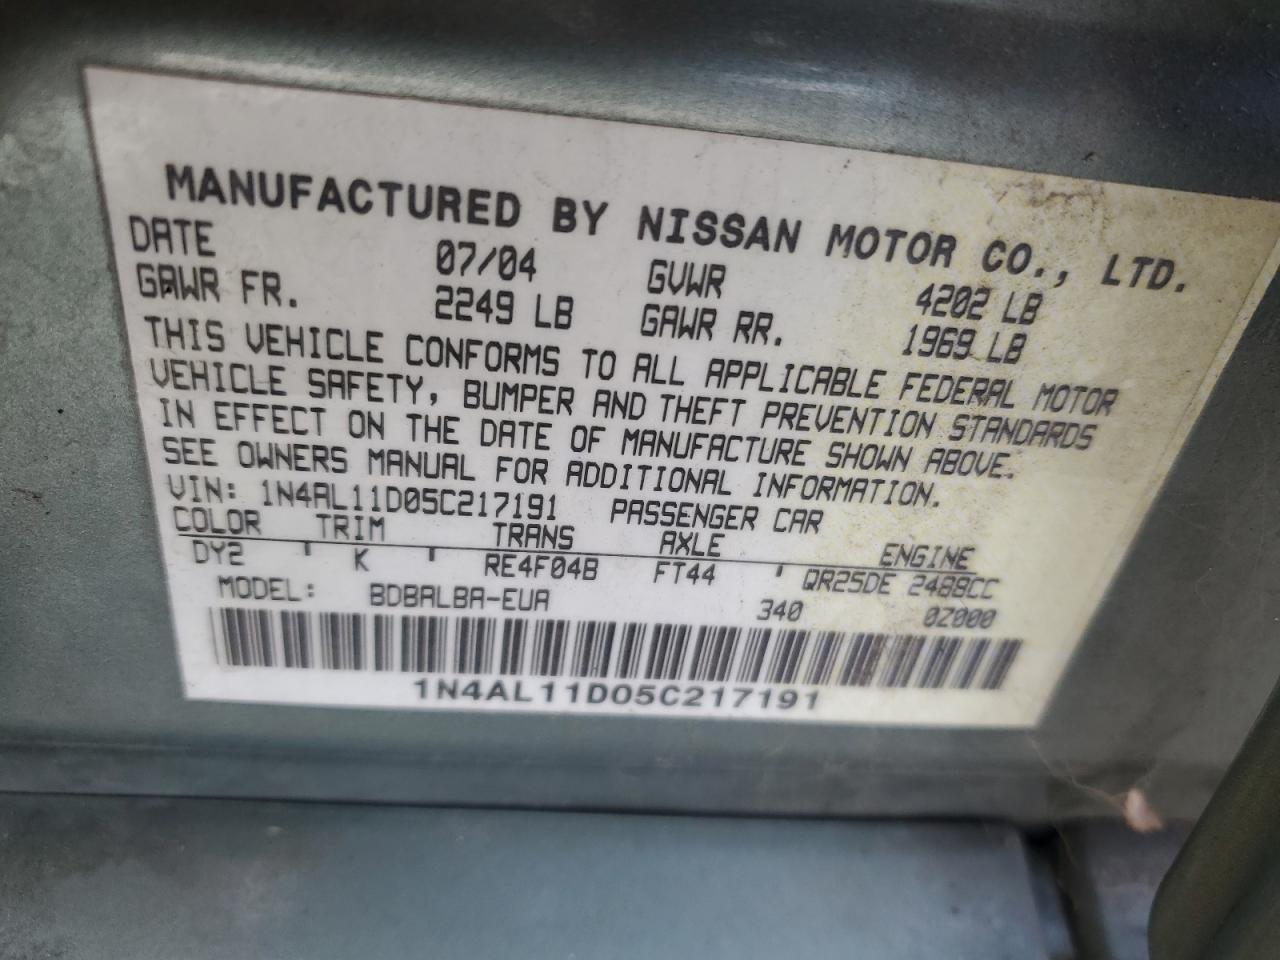 MANUFACTURED BY NISSAN MOTOR CO., LTD.
DATE 07/04 GVWR 4202 LB
GAWR FR. 2249 LB GAWR RR. 1969 LB
THIS VEHICLE CONFORMS TO ALL APPLICABLE FEDERAL MOTOR
VEHICLE SAFETY, BUMPER AND THEFT PREVENTION STANDARDS
IN EFFECT ON THE DATE OF MANUFACTURE SHOWN ABOVE.
SEE OWNERS MANUAL FOR ADDITIONAL INFORMATION.
VIN: 1N4AL11D05C217191 PASSENGER CAR
COLOR TRIM TRANS AXLE ENGINE
DY2 K RE4F04B FT44 QR25DE 2488CC
MODEL: BDBALBA-EUA 340 0Z000
1N4AL11D05C217191